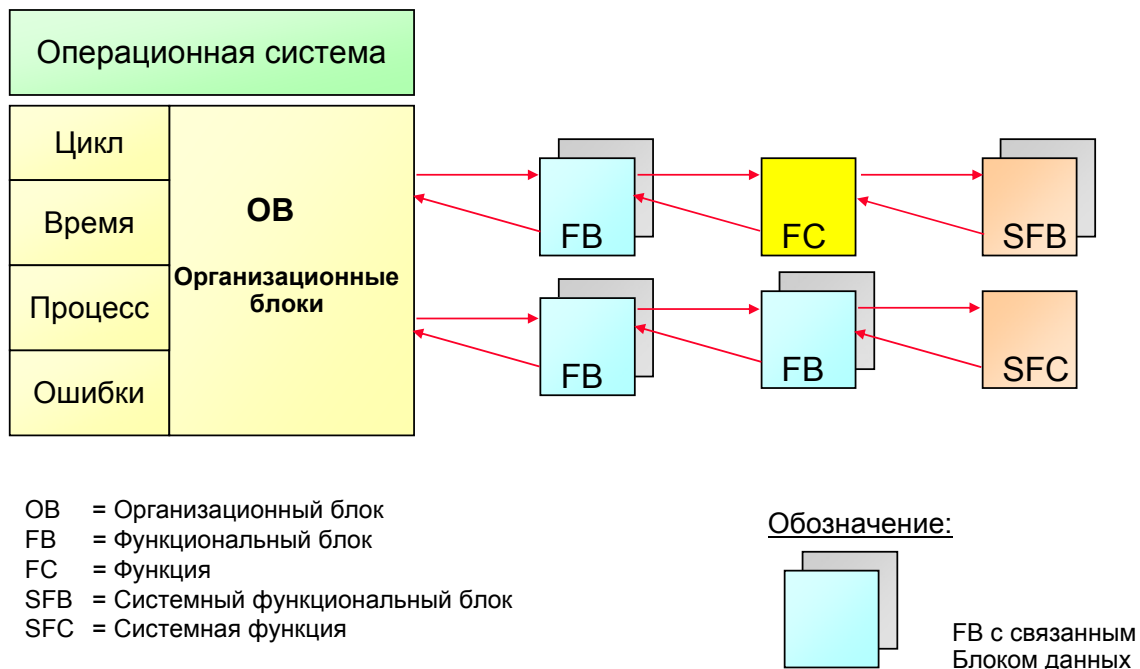 Операционная система
Цикл
Время
Процесс
Ошибки
OB
Организационные
блоки
FB
FC
SFB
FB
FB
SFC
OB = Организационный блок
FB = Функциональный блок
FC = Функция
SFB = Системный функциональный блок
SFC = Системная функция
Обозначение:
FB с связанным
Блоком данных